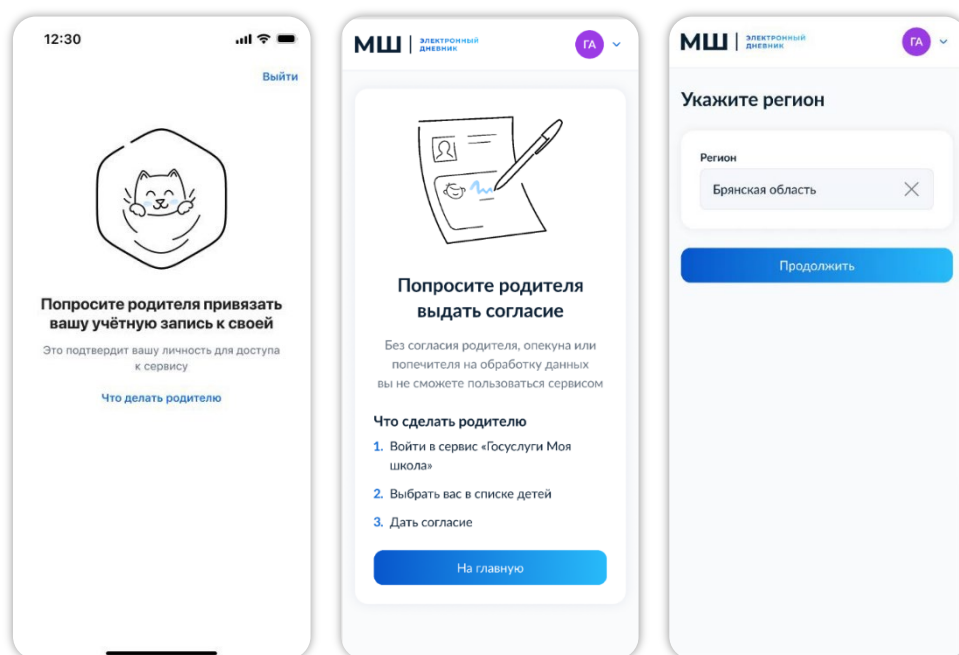 12:30
Выйти
Попросите родителя привязать
вашу учётную запись к своей
Это подтвердит вашу личность для доступа
к сервису
Что делать родителю
МШ | ЭЛЕКТРОННЫЙ
ДНЕВНИК
ГА
Попросите родителя
выдать согласие
Без согласия родителя, опекуна или
попечителя на обработку данных
вы не сможете пользоваться сервисом
Что сделать родителю
1. Войти в сервис «Госуслуги Моя
школа»
2. Выбрать вас в списке детей
3. Дать согласие
На главную
МШ | ЭЛЕКТРОННЫЙ
ДНЕВНИК
ГА
Укажите регион
Регион
Брянская область
Продолжить